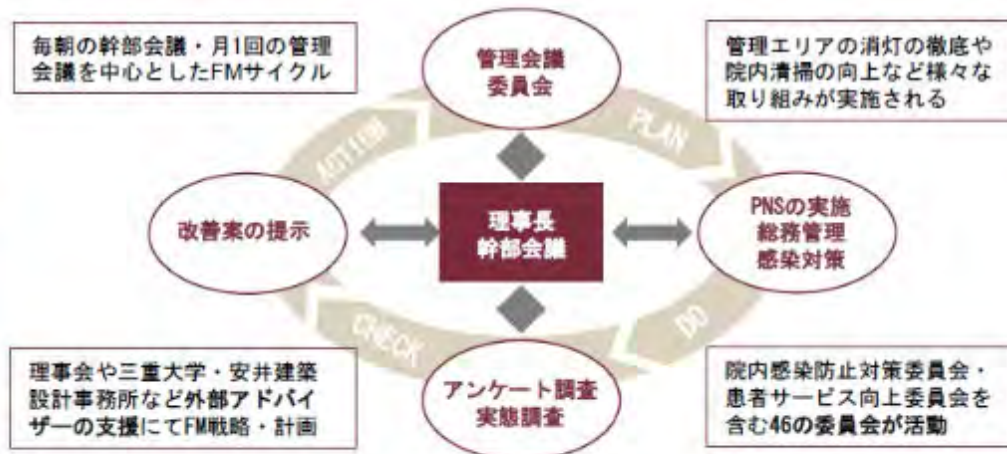 毎朝の幹部会議・月1回の管理
会議を中心としたFMサイクル
管理会議
委員会
管理エリアの消灯の徹底や
院内清掃の向上など様々な
取り組みが実施される
ACTION
PLAN
改善案の提示
理事長
幹部会議
PNSの実施
総務管理
感染対策
CHECK
DO
理事会や三重大学・安井建築
設計事務所など外部アドバイ
ザーの支援にてFM戦略・計画
アンケート調査
実態調査
院内感染防止対策委員会・
患者サービス向上委員会を
含む46の委員会が活動